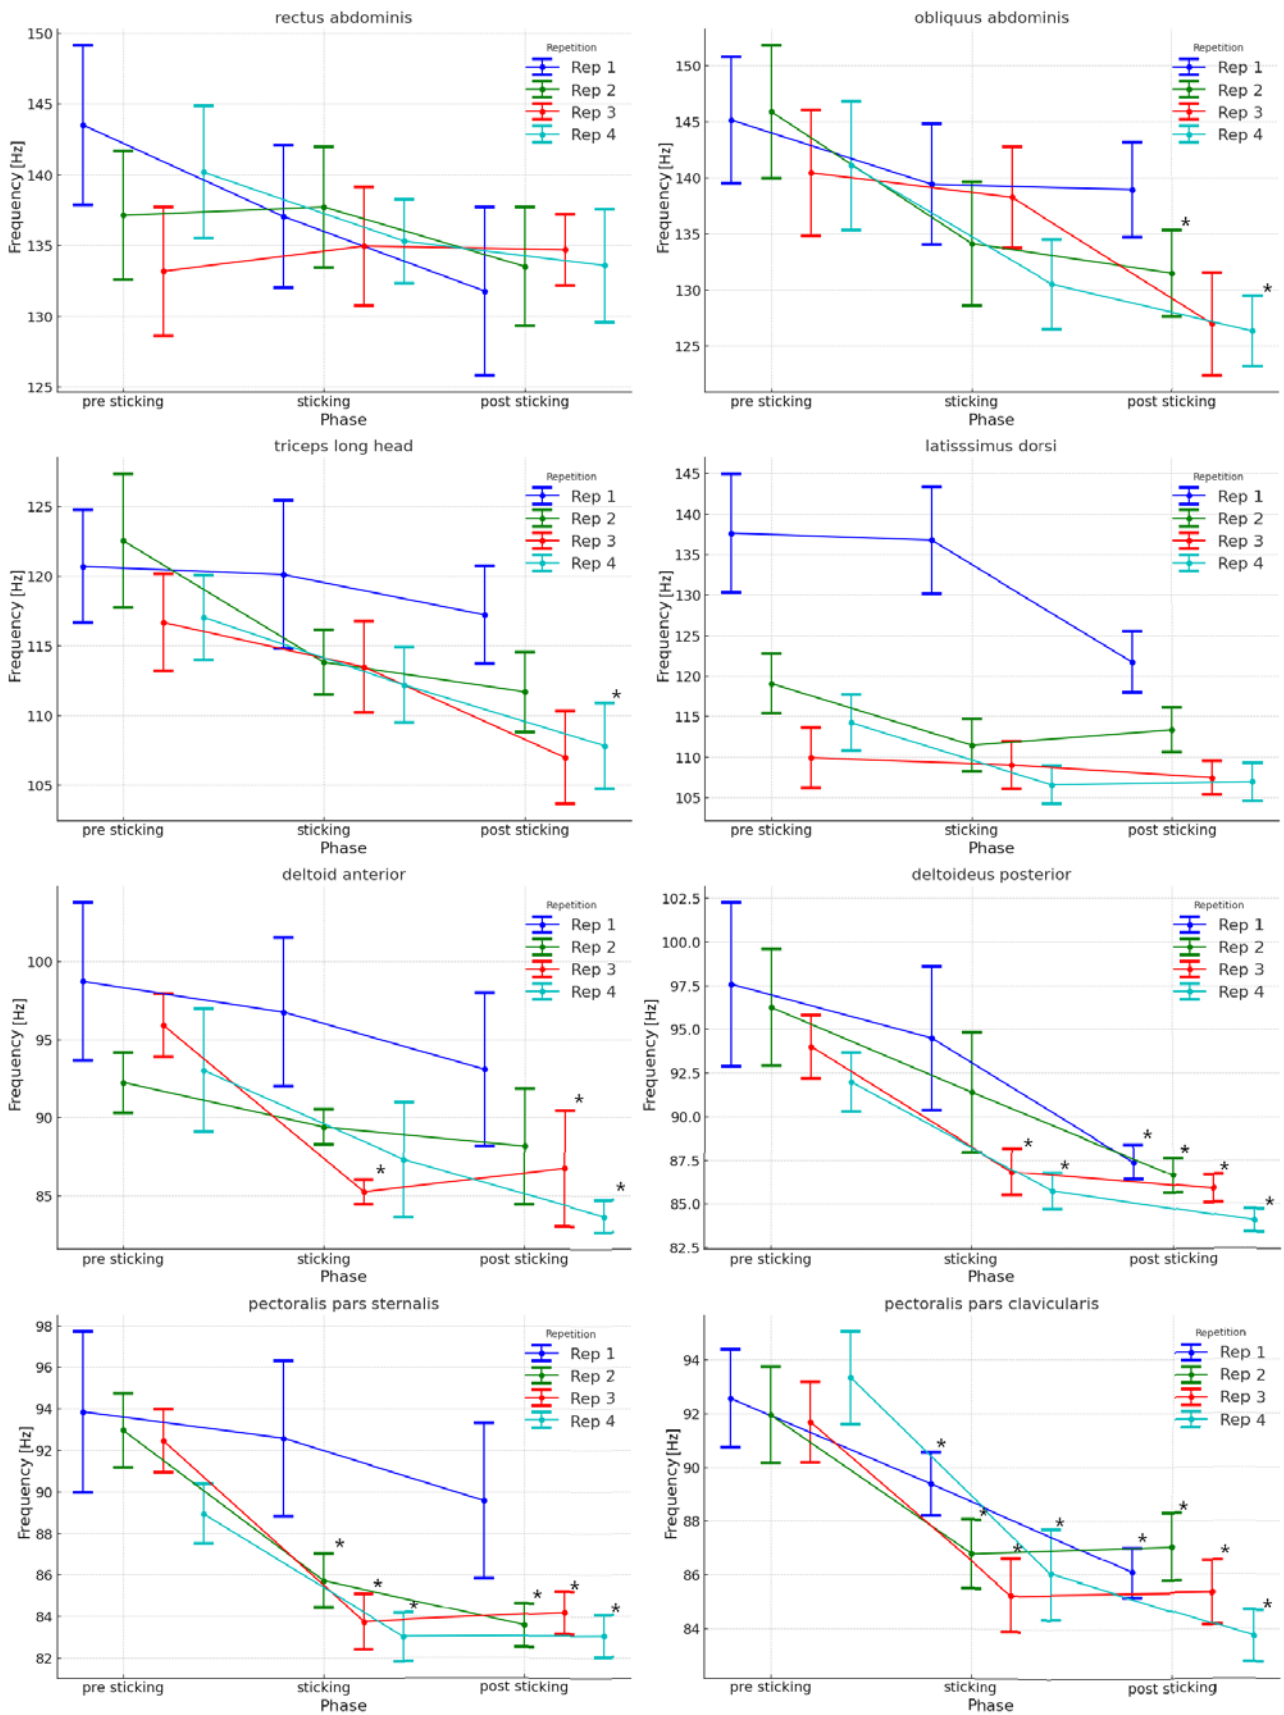 rectus abdominis
150
145
140
135
130
125
Frequency [Hz]
pre sticking sticking post sticking
Phase
Repetition
Rep 1
Rep 2
Rep 3
Rep 4
obliquus abdominis
150
145
140
135
130
125
Frequency [Hz]
pre sticking sticking post sticking
Phase
Repetition
Rep 1
Rep 2
Rep 3
Rep 4
*
*
triceps long head
125
120
115
110
105
Frequency [Hz]
pre sticking sticking post sticking
Phase
Repetition
Rep 1
Rep 2
Rep 3
Rep 4
*
latisssimus dorsi
145
140
135
130
125
120
115
110
105
Frequency [Hz]
pre sticking sticking post sticking
Phase
Repetition
Rep 1
Rep 2
Rep 3
Rep 4
deltoid anterior
100
95
90
85
Frequency [Hz]
pre sticking sticking post sticking
Phase
Repetition
Rep 1
Rep 2
Rep 3
Rep 4
*
*
*
deltoideus posterior
102.5
100.0
97.5
95.0
92.5
90.0
87.5
85.0
82.5
Frequency [Hz]
pre sticking sticking post sticking
Phase
Repetition
Rep 1
Rep 2
Rep 3
Rep 4
*
*
*
*
*
*
pectoralis pars sternalis
98
96
94
92
90
88
86
84
82
Frequency [Hz]
pre sticking sticking post sticking
Phase
Repetition
Rep 1
Rep 2
Rep 3
Rep 4
*
*
*
*
*
*
pectoralis pars clavicularis
94
92
90
88
86
84
Frequency [Hz]
pre sticking sticking post sticking
Phase
Repetition
Rep 1
Rep 2
Rep 3
Rep 4
*
*
*
*
*
*
*
*